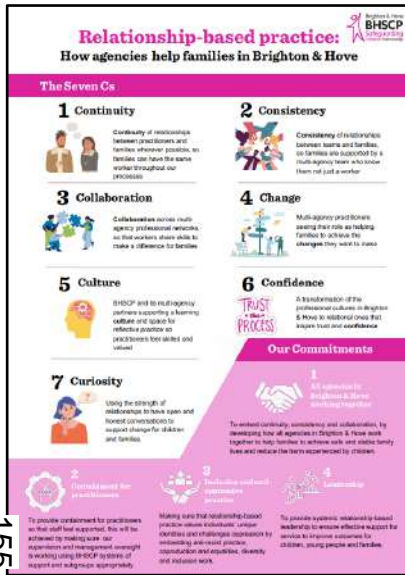 Relationship-based practice:
How agencies help families in Brighton & Hove
Brighton & Hove
BHSCP
Safeguarding
The Seven Cs
1 Continuity
Continuity of relationships
between practitioners and
families wherever possible, so
families can have the same
worker throughout our
processes
2 Consistency
Consistency of relationships
between teams and families,
so families are supported by a
multi-agency team who know
them not just a worker
3 Collaboration
Collaboration across multi-
agency professional networks,
so that workers share skills to
make a difference for families
4 Change
Multi-agency practitioners
seeing their role as helping
families to achieve the
changes they want to make
5 Culture
BHSCP and its multi-agency
partners supporting a learning
culture and space for
reflective practice so
practitioners feel skilled and
valued
6 Confidence
TRUST
the
PROCESS
A transformation of the
professional cultures in Brighton
& Hove to relational ones that
inspire trust and confidence
7 Curiosity
Using the strength of
relationships to have open and
honest conversations to
support change for children
and families.
Our Commitments
1
All agencies in
Brighton & Hove
working together
To embed continuity, consistency and collaboration, by
developing how all agencies in Brighton & Hove work
together to help families to achieve safe and stable family
lives and reduce the harm experienced by children.
2
Containment for
practitioners
To provide containment for practitioners
so that staff feel supported, this will be
achieved by making sure our
supervision and management oversight
is working using BHSCP systems of
support and subgroups appropriately.
3
Inclusive and anti-
oppressive
practice
Making sure that relationship-based
practice values individuals' unique
identities and challenges oppression by
embedding anti-racist practice,
coproduction and equalities, diversity
and inclusion work.
4
Leadership
To provide systemic relationship-based
leadership to ensure effective support for
service to improve outcomes for
children, young people and families.
155